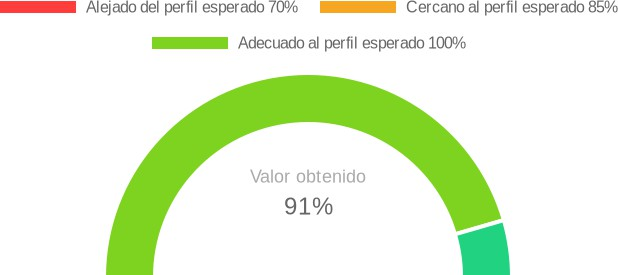 Alejado del perfil esperado 70% Cercano al perfil esperado 85%
Adecuado al perfil esperado 100%
Valor obtenido
91%